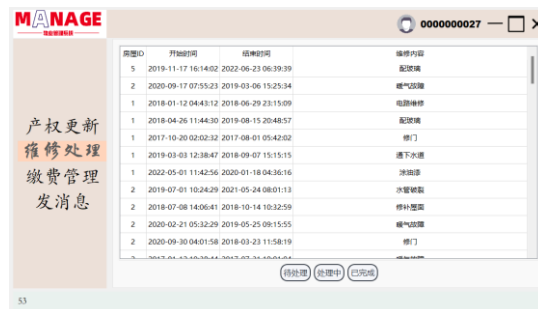 MANAGE
物业管理系统
0000000027
产权更新
维修处理
缴费管理
发消息
房屋ID 开始时间 结束时间 维修内容
5 2019-11-17 16:14:02 2022-06-23 06:39:39 配玻璃
2 2020-09-17 07:55:23 2019-03-06 15:25:34 暖气故障
1 2018-01-12 04:43:12 2018-06-29 23:15:09 电路维修
1 2018-04-26 11:44:30 2019-08-15 20:48:57 配玻璃
1 2017-10-20 02:02:32 2017-08-01 05:42:02 修门
1 2019-03-03 12:38:47 2018-09-07 15:15:15 通下水道
1 2022-05-01 11:42:56 2020-01-18 04:36:16 涂油漆
2 2019-07-01 10:24:29 2021-05-24 08:01:13 水管破裂
2 2018-07-08 14:06:41 2018-10-14 10:32:59 修补屋面
2 2020-02-21 05:32:29 2019-05-25 09:15:55 暖气故障
2 2020-09-30 04:01:58 2018-03-23 11:58:19 修门
待处理 处理中 已完成
53